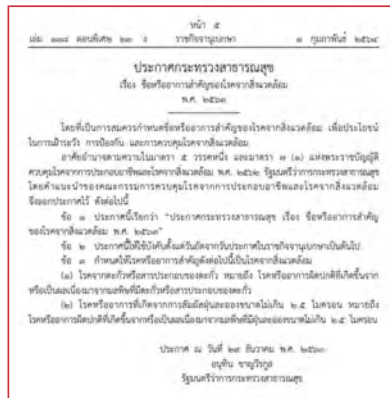 หน้า ๕
เล่ม ๑๓๘ ตอนพิเศษ ๒๓ ง ราชกิจจานุเบกษา ๑ กุมภาพันธ์ ๒๕๖๔
ประกาศกระทรวงสาธารณสุข
เรื่อง ชื่อหรืออาการสำคัญของโรคจากสิ่งแวดล้อม
พ.ศ. ๒๕๖๓
โดยที่เป็นการสมควรกำหนดชื่อหรืออาการสำคัญของโรคจากสิ่งแวดล้อม เพื่อประโยชน์
ในการเฝ้าระวัง การป้องกัน และการควบคุมโรคจากสิ่งแวดล้อม
อาศัยอำนาจตามความในมาตรา ๕ วรรคหนึ่ง และมาตรา ๗ (๑) แห่งพระราชบัญญัติ
ควบคุมโรคจากการประกอบอาชีพและโรคจากสิ่งแวดล้อม พ.ศ. ๒๕๖๒ รัฐมนตรีว่าการกระทรวงสาธารณสุข
โดยคำแนะนำของคณะกรรมการควบคุมโรคจากการประกอบอาชีพและโรคจากสิ่งแวดล้อม
จึงออกประกาศไว้ ดังต่อไปนี้
ข้อ ๑ ประกาศนี้เรียกว่า “ประกาศกระทรวงสาธารณสุข เรื่อง ชื่อหรืออาการสำคัญ
ของโรคจากสิ่งแวดล้อม พ.ศ. ๒๕๖๓”
ข้อ ๒ ประกาศนี้ให้ใช้บังคับตั้งแต่วันถัดจากวันประกาศในราชกิจจานุเบกษาเป็นต้นไป
ข้อ ๓ กำหนดให้โรคหรืออาการสำคัญดังต่อไปนี้เป็นโรคจากสิ่งแวดล้อม
(๑) โรคจากตะกั่วหรือสารประกอบของตะกั่ว หมายถึง โรคหรืออาการผิดปกติที่เกิดขึ้นจาก
หรือเป็นผลเนื่องมาจากมลพิษที่มีตะกั่วหรือสารประกอบของตะกั่ว
(๒) โรคหรืออาการที่เกิดจากการสัมผัสฝุ่นละอองขนาดไม่เกิน ๒.๕ ไมครอน หมายถึง
โรคหรืออาการผิดปกติที่เกิดขึ้นจากหรือเป็นผลเนื่องมาจากมลพิษที่มีฝุ่นละอองขนาดไม่เกิน ๒.๕ ไมครอน
ประกาศ ณ วันที่ ๒๙ ธันวาคม พ.ศ. ๒๕๖๓
อนุทิน ชาญวีรกูล
รัฐมนตรีว่าการกระทรวงสาธารณสุข